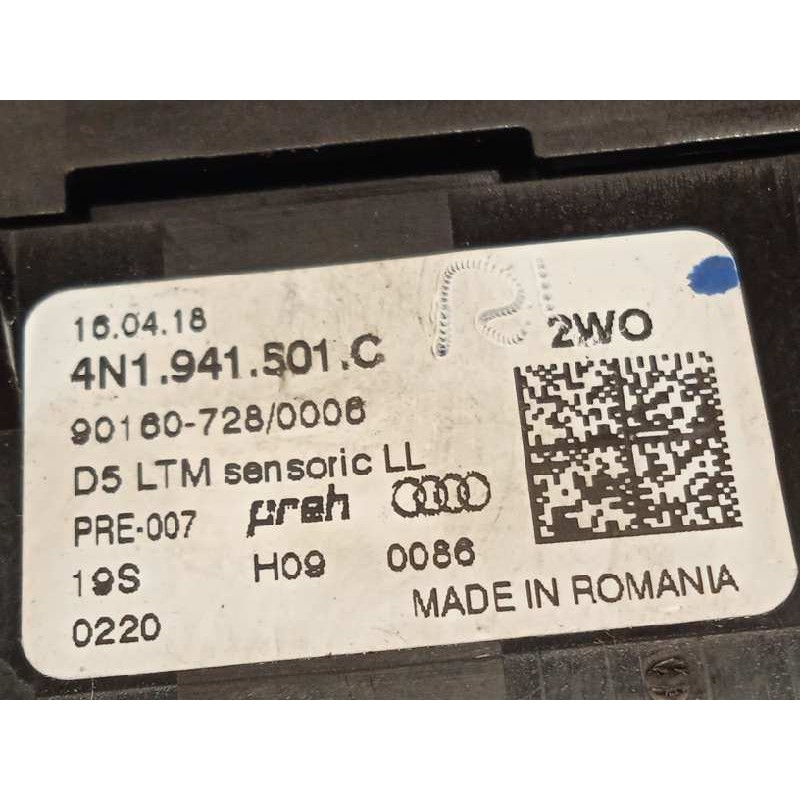 16.04.18
4N1.941.501.C
90160-728/0006
D5 LTM sensoric LL
PRE-007 preh
19S H09 0086
0220
2WO
MADE IN ROMANIA